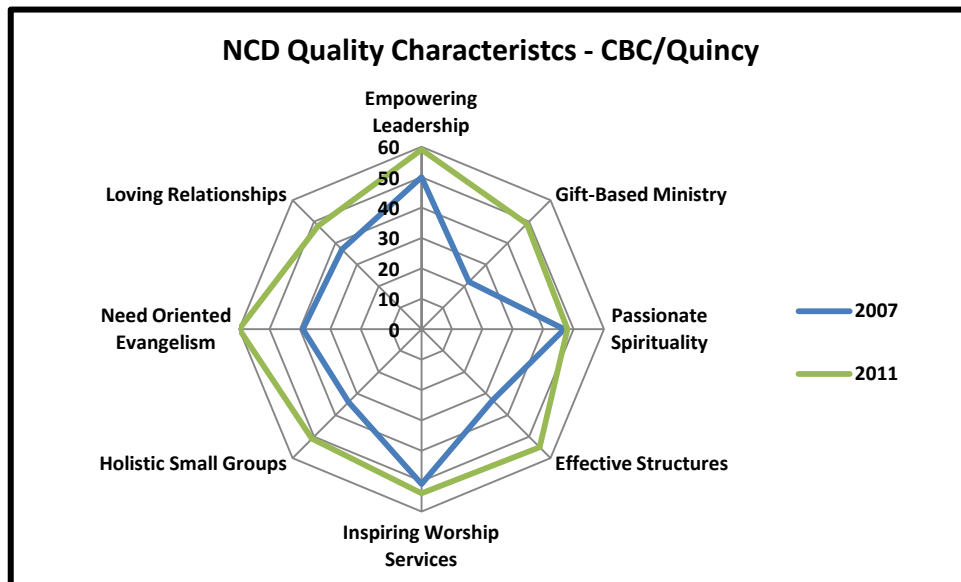 NCD Quality Characteristcs - CBC/Quincy
Empowering
Leadership
60
50
40
30
20
10
0
Loving Relationships
Gift-Based Ministry
Need Oriented
Evangelism
Passionate
Spirituality
2007
2011
Holistic Small Groups
Effective Structures
Inspiring Worship
Services